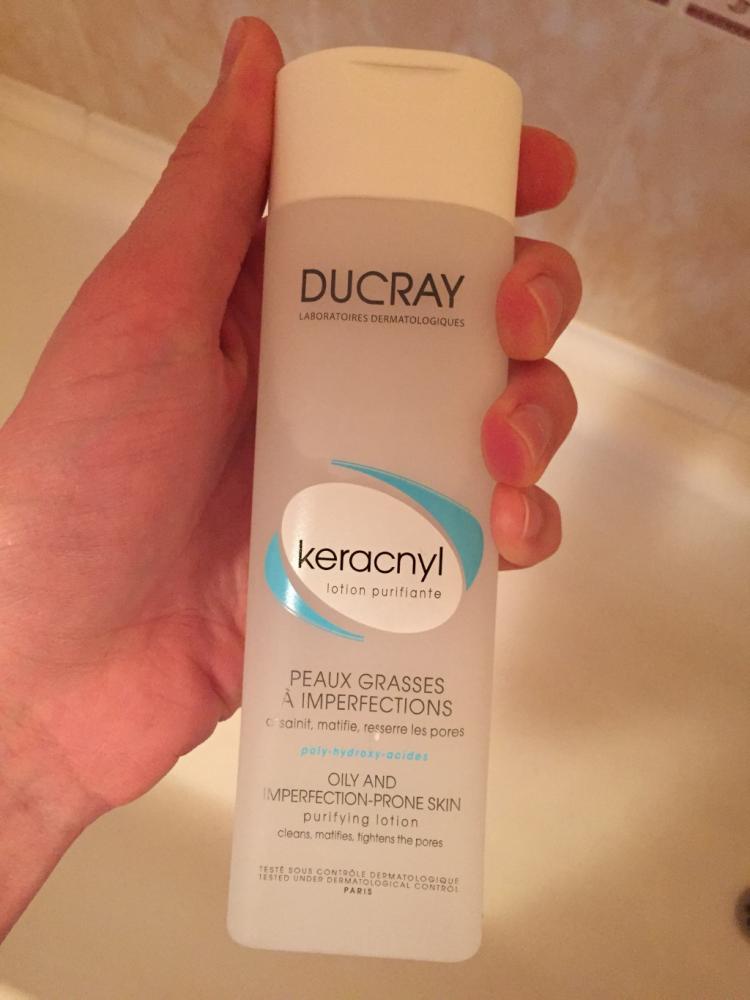 DUCRAY
LABORATOIRES DERMATOLOGIQUES
keracnyl
lotion purifiante
PEAUX GRASSES
À IMPERFECTIONS
matifie, resserre les pores
poly-hydroxy-acides
OILY AND
IMPERFECTION-PRONE SKIN
purifying lotion
cleans, matifies, tightens the pores
TESTÉ SOUS CONTRÔLE DERMATOLOGIQUE
TESTED UNDER DERMATOLOGICAL CONTROL
PARIS